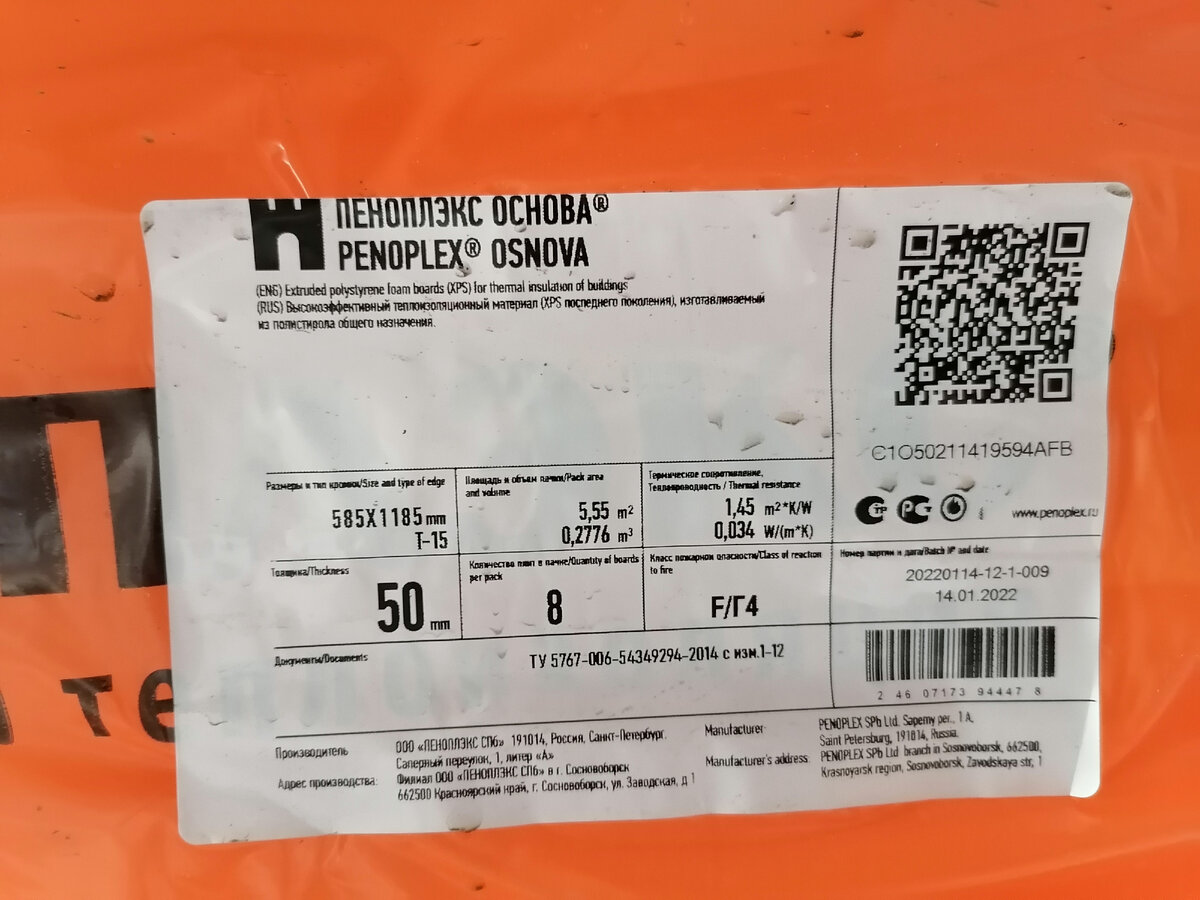 ПЕНОПЛЭКС ОСНОВА®
PENOPLEX® OSNOVA
(ENG) Extruded polystyrene foam boards (XPS) for thermal insulation of buildings
(RUS) Высокоэффективный теплоизоляционный материал (XPS последнего поколения), изготавливаемый
из полистирола общего назначения.
C1O50211419594AFB
www.penoplex.ru
Размеры и тип кромки/Size and type of edge
585X1185 mm
T-15
Площадь и объем пачки/Pack area
and volume
5,55 m²
0,2776 m³
Термическое сопротивление,
Теплопроводность / Thermal resistance
1,45 m²*K/W
0,034 W/(m*K)
Толщина/Thickness
50 mm
Количество плит в пачке/Quantity of boards
per pack
8
Класс пожарной опасности/Class of reaction
to fire
F/Г4
Номер партии и дата/Batch № and date
20220114-12-1-009
14.01.2022
Документы/Documents
ТУ 5767-006-54349294-2014 с изм.1-12
2 46 07173 94447 8
Производитель
ООО «ПЕНОПЛЭКС СПб» 191014, Россия, Санкт-Петербург,
Саперный переулок, 1, литер «А»
Адрес производства:
Филиал ООО «ПЕНОПЛЭКС СПб» в г. Сосновоборск
662500 Красноярский край, г. Сосновоборск, ул. Заводская, д 1
Manufacturer
PENOPLEX SPb Ltd. Saperny per., 1 A,
Saint Petersburg, 191014, Russia.
Manufacturer's address:
PENOPLEX SPb Ltd branch in Sosnovoborsk, 662500,
Krasnoyarsk region, Sosnovoborsk, Zavodskaya str, 1
П
те